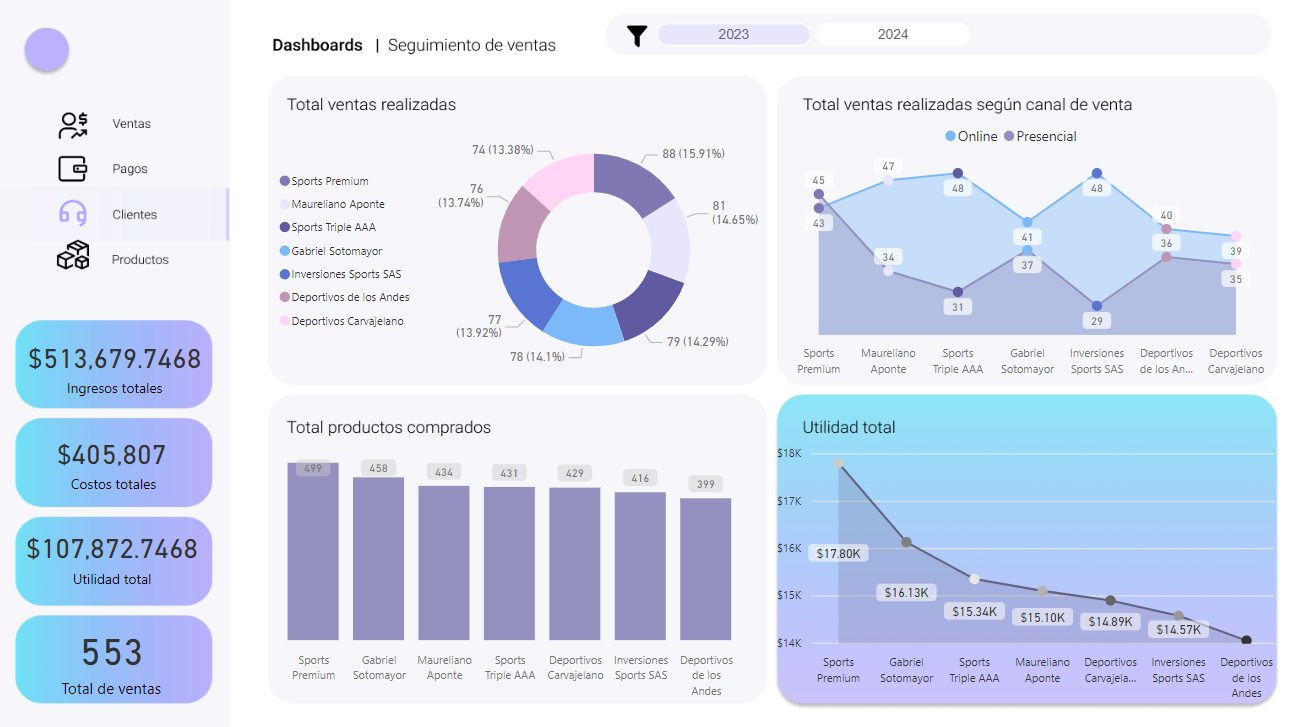 Dashboards | Seguimiento de ventas
2023
2024
Ventas
Pagos
Clientes
Productos
$513,679.7468
Ingresos totales
$405,807
Costos totales
$107,872.7468
Utilidad total
553
Total de ventas
Total ventas realizadas
Sports Premium
Maureliano Aponte
Sports Triple AAA
Gabriel Sotomayor
Inversiones Sports SAS
Deportivos de los Andes
Deportivos Carvajelano
88 (15.91%)
81
(14.65%)
79 (14.29%)
78 (14.1%)
77
(13.92%)
76
(13.74%)
74 (13.38%)
Total ventas realizadas según canal de venta
Online
Presencial
45
43
47
34
48
31
41
37
48
29
40
36
39
35
Sports
Premium
Maureliano
Aponte
Sports
Triple AAA
Gabriel
Sotomayor
Inversiones
Sports SAS
Deportivos
de los An...
Deportivos
Carvajelano
Total productos comprados
499
458
434
431
429
416
399
Sports
Premium
Gabriel
Sotomayor
Maureliano
Aponte
Sports
Triple AAA
Deportivos
Carvajelano
Inversiones
Sports SAS
Deportivos
de los
Andes
Utilidad total
$18K
$17K
$16K
$15K
$14K
$17.80K
$16.13K
$15.34K
$15.10K
$14.89K
$14.57K
Sports
Premium
Gabriel
Sotomayor
Sports
Triple AAA
Maureliano
Aponte
Deportivos
Carvajela...
Inversiones
Sports SAS
Deportivos
de los
Andes